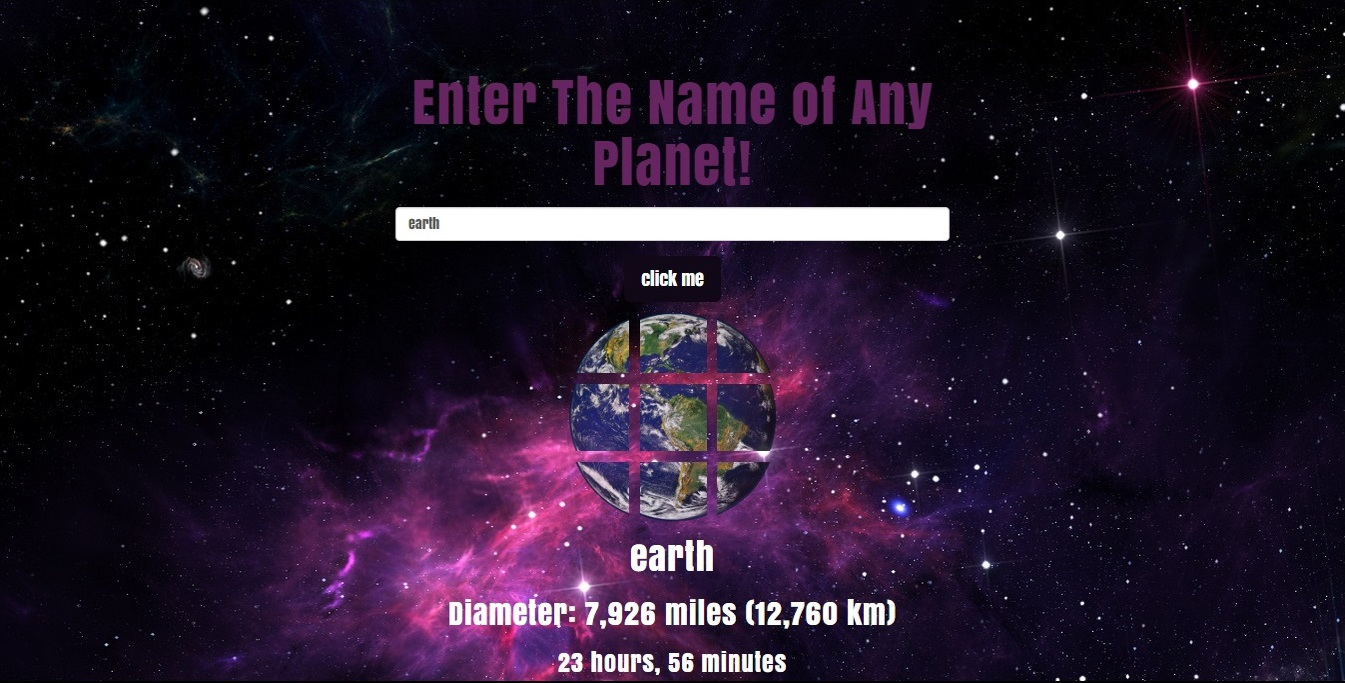 Enter The Name of Any
Planet!
earth
click me
earth
Diameter: 7,926 miles (12,760 km)
23 hours, 56 minutes